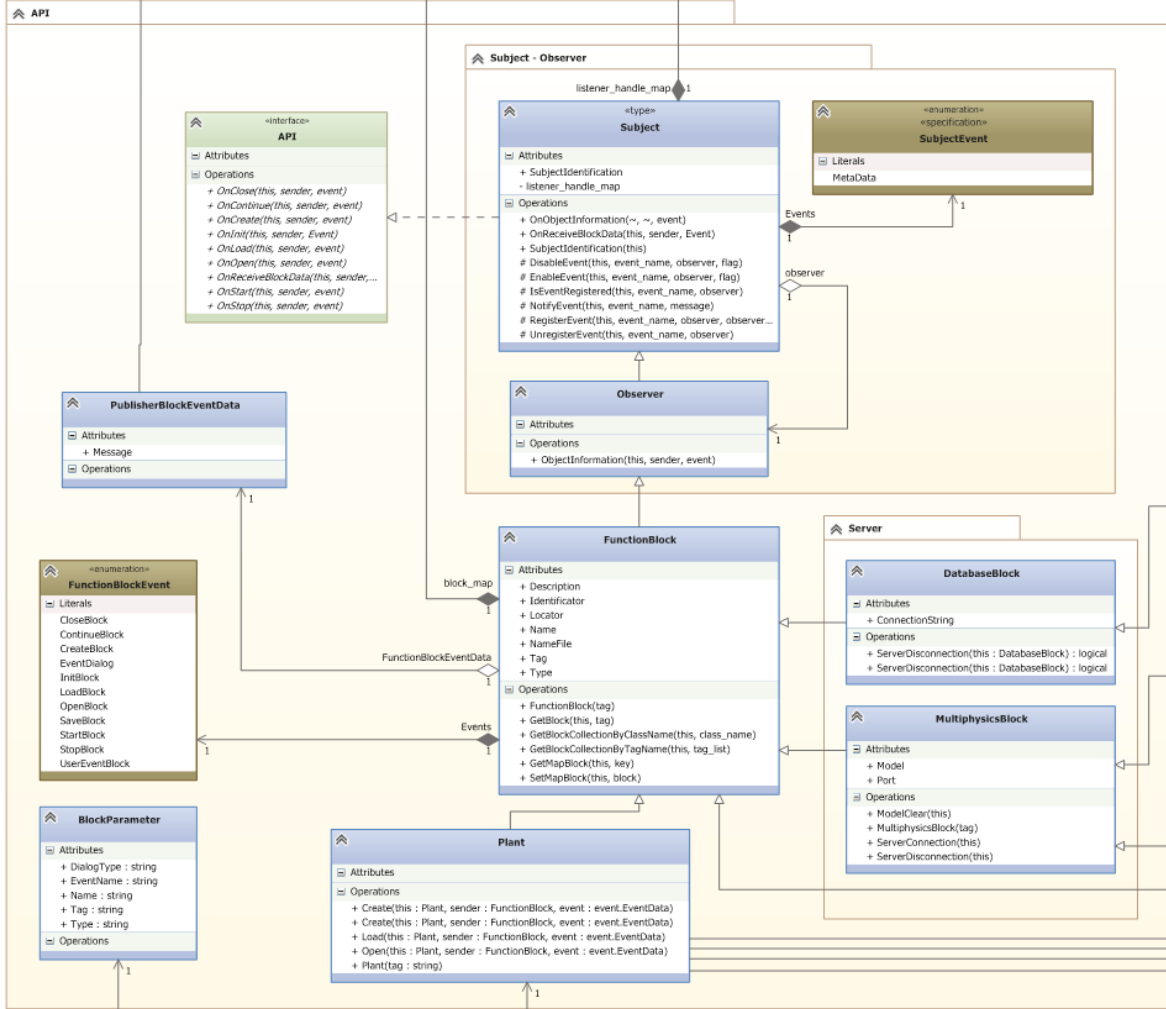 API
Subject - Observer
listener_handle_map
1
«type»
Subject
Attributes
+ SubjectIdentification
- listener_handle_map
Operations
+ OnObjectInformation(~, ~, event)
+ OnReceiveBlockData(this, sender, Event)
+ SubjectIdentification(this)
# DisableEvent(this, event_name, observer, flag)
# EnableEvent(this, event_name, observer, flag)
# IsEventRegistered(this, event_name, observer)
# NotifyEvent(this, event_name, message)
# RegisterEvent(this, event_name, observer, observer...
# UnregisterEvent(this, event_name, observer)
«enumeration»
«specification»
SubjectEvent
Literals
MetaData
1
Events
1
observer
1
1
«interface»
API
Attributes
Operations
+ OnClose(this, sender, event)
+ OnContinue(this, sender, event)
+ OnCreate(this, sender, event)
+ OnInit(this, sender, Event)
+ OnLoad(this, sender, event)
+ OnOpen(this, sender, event)
+ OnReceiveBlockData(this, sender,...
+ OnStart(this, sender, event)
+ OnStop(this, sender, event)
Observer
Attributes
Operations
+ ObjectInformation(this, sender, event)
PublisherBlockEventData
Attributes
+ Message
Operations
1
«enumeration»
FunctionBlockEvent
Literals
CloseBlock
ContinueBlock
CreateBlock
EventDialog
InitBlock
LoadBlock
OpenBlock
SaveBlock
StartBlock
StopBlock
UserEventBlock
1
block_map
1
FunctionBlockEventData
1
Events
1
FunctionBlock
Attributes
+ Description
+ Identificator
+ Locator
+ Name
+ NameFile
+ Tag
+ Type
Operations
+ FunctionBlock(tag)
+ GetBlock(this, tag)
+ GetBlockCollectionByClassName(this, class_name)
+ GetBlockCollectionByTagName(this, tag_list)
+ GetMapBlock(this, key)
+ SetMapBlock(this, block)
Server
DatabaseBlock
Attributes
+ ConnectionString
Operations
+ ServerDisconnection(this : DatabaseBlock) : logical
+ ServerDisconnection(this : DatabaseBlock) : logical
MultiphysicsBlock
Attributes
+ Model
+ Port
Operations
+ ModelClear(this)
+ MultiphysicsBlock(tag)
+ ServerConnection(this)
+ ServerDisconnection(this)
BlockParameter
Attributes
+ DialogType : string
+ EventName : string
+ Name : string
+ Tag : string
+ Type : string
Operations
1
Plant
Attributes
Operations
+ Create(this : Plant, sender : FunctionBlock, event : event.EventData)
+ Create(this : Plant, sender : FunctionBlock, event : event.EventData)
+ Load(this : Plant, sender : FunctionBlock, event : event.EventData)
+ Open(this : Plant, sender : FunctionBlock, event : event.EventData)
+ Plant(tag : string)
1